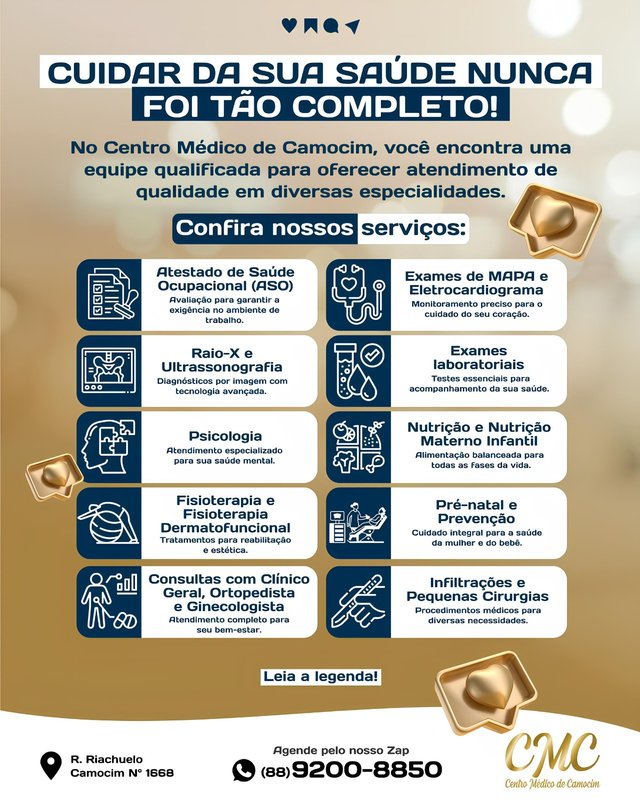 CUIDAR DA SUA SAÚDE NUNCA
FOI TÃO COMPLETO!
No Centro Médico de Camocim, você encontra uma
equipe qualificada para oferecer atendimento de
qualidade em diversas especialidades.
Confira nossos serviços:
Atestado de Saúde
Ocupacional (ASO)
Avaliação para garantir a
exigência no ambiente de
trabalho.
Exames de MAPA e
Eletrocardiograma
Monitoramento preciso para o
cuidado do seu coração.
Raio-X e
Ultrassonografia
Diagnósticos por imagem com
tecnologia avançada.
Exames
laboratoriais
Testes essenciais para
acompanhamento da sua saúde.
Psicologia
Atendimento especializado
para sua saúde mental.
Nutrição e Nutrição
Materno Infantil
Alimentação balanceada para
todas as fases da vida.
Fisioterapia e
Fisioterapia
Dermatofuncional
Tratamentos para reabilitação
e estética.
Pré-natal e
Prevenção
Cuidado integral para a saúde
da mulher e do bebê.
Consultas com Clínico
Geral, Ortopedista
e Ginecologista
Atendimento completo para
seu bem-estar.
Infiltrações e
Pequenas Cirurgias
Procedimentos médicos para
diversas necessidades.
Leia a legenda!
R. Riachuelo
Camocim N° 1668
Agende pelo nosso Zap
(88) 9200-8850
CMC
Centro Médico de Camocim